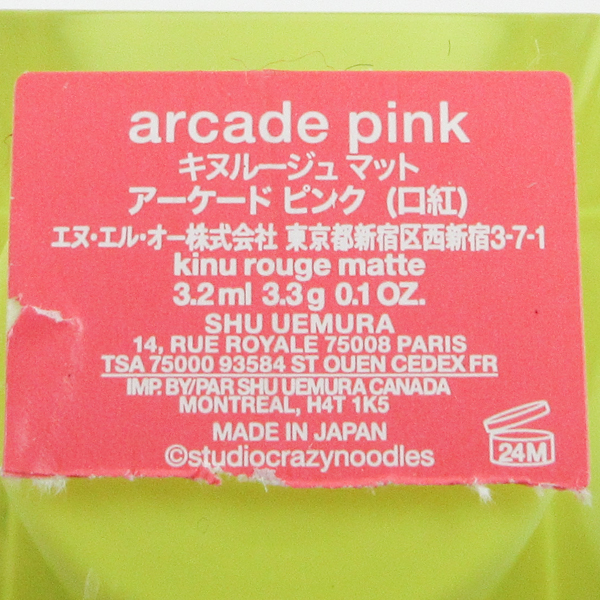 arcade pink
キヌルージュ マット
アーケード ピンク (口紅)
エヌ・エル・オー株式会社 東京都新宿区西新宿3-7-1
kinu rouge matte
3.2 ml 3.3 g 0.1 OZ.
SHU UEMURA
14, RUE ROYALE 75008 PARIS
TSA 75000 93584 ST OUEN CEDEX FR
IMP. BY/PAR SHU UEMURA CANADA
MONTREAL, H4T 1K5
MADE IN JAPAN
©studiocrazynoodles
24M